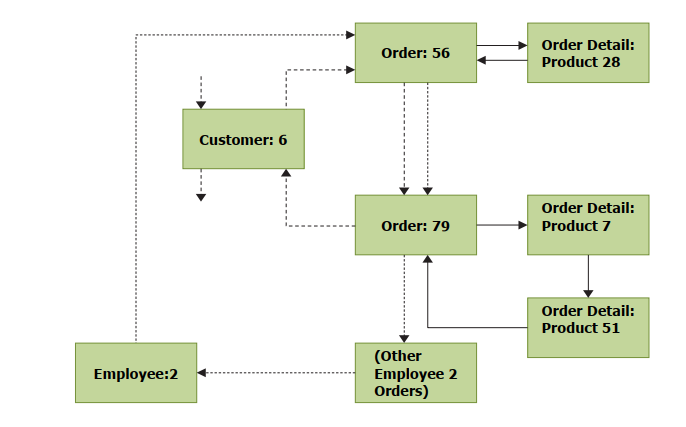 Order: 56
Order Detail:
Product 28
Customer: 6
Order: 79
Order Detail:
Product 7
Order Detail:
Product 51
Employee:2
(Other
Employee 2
Orders)